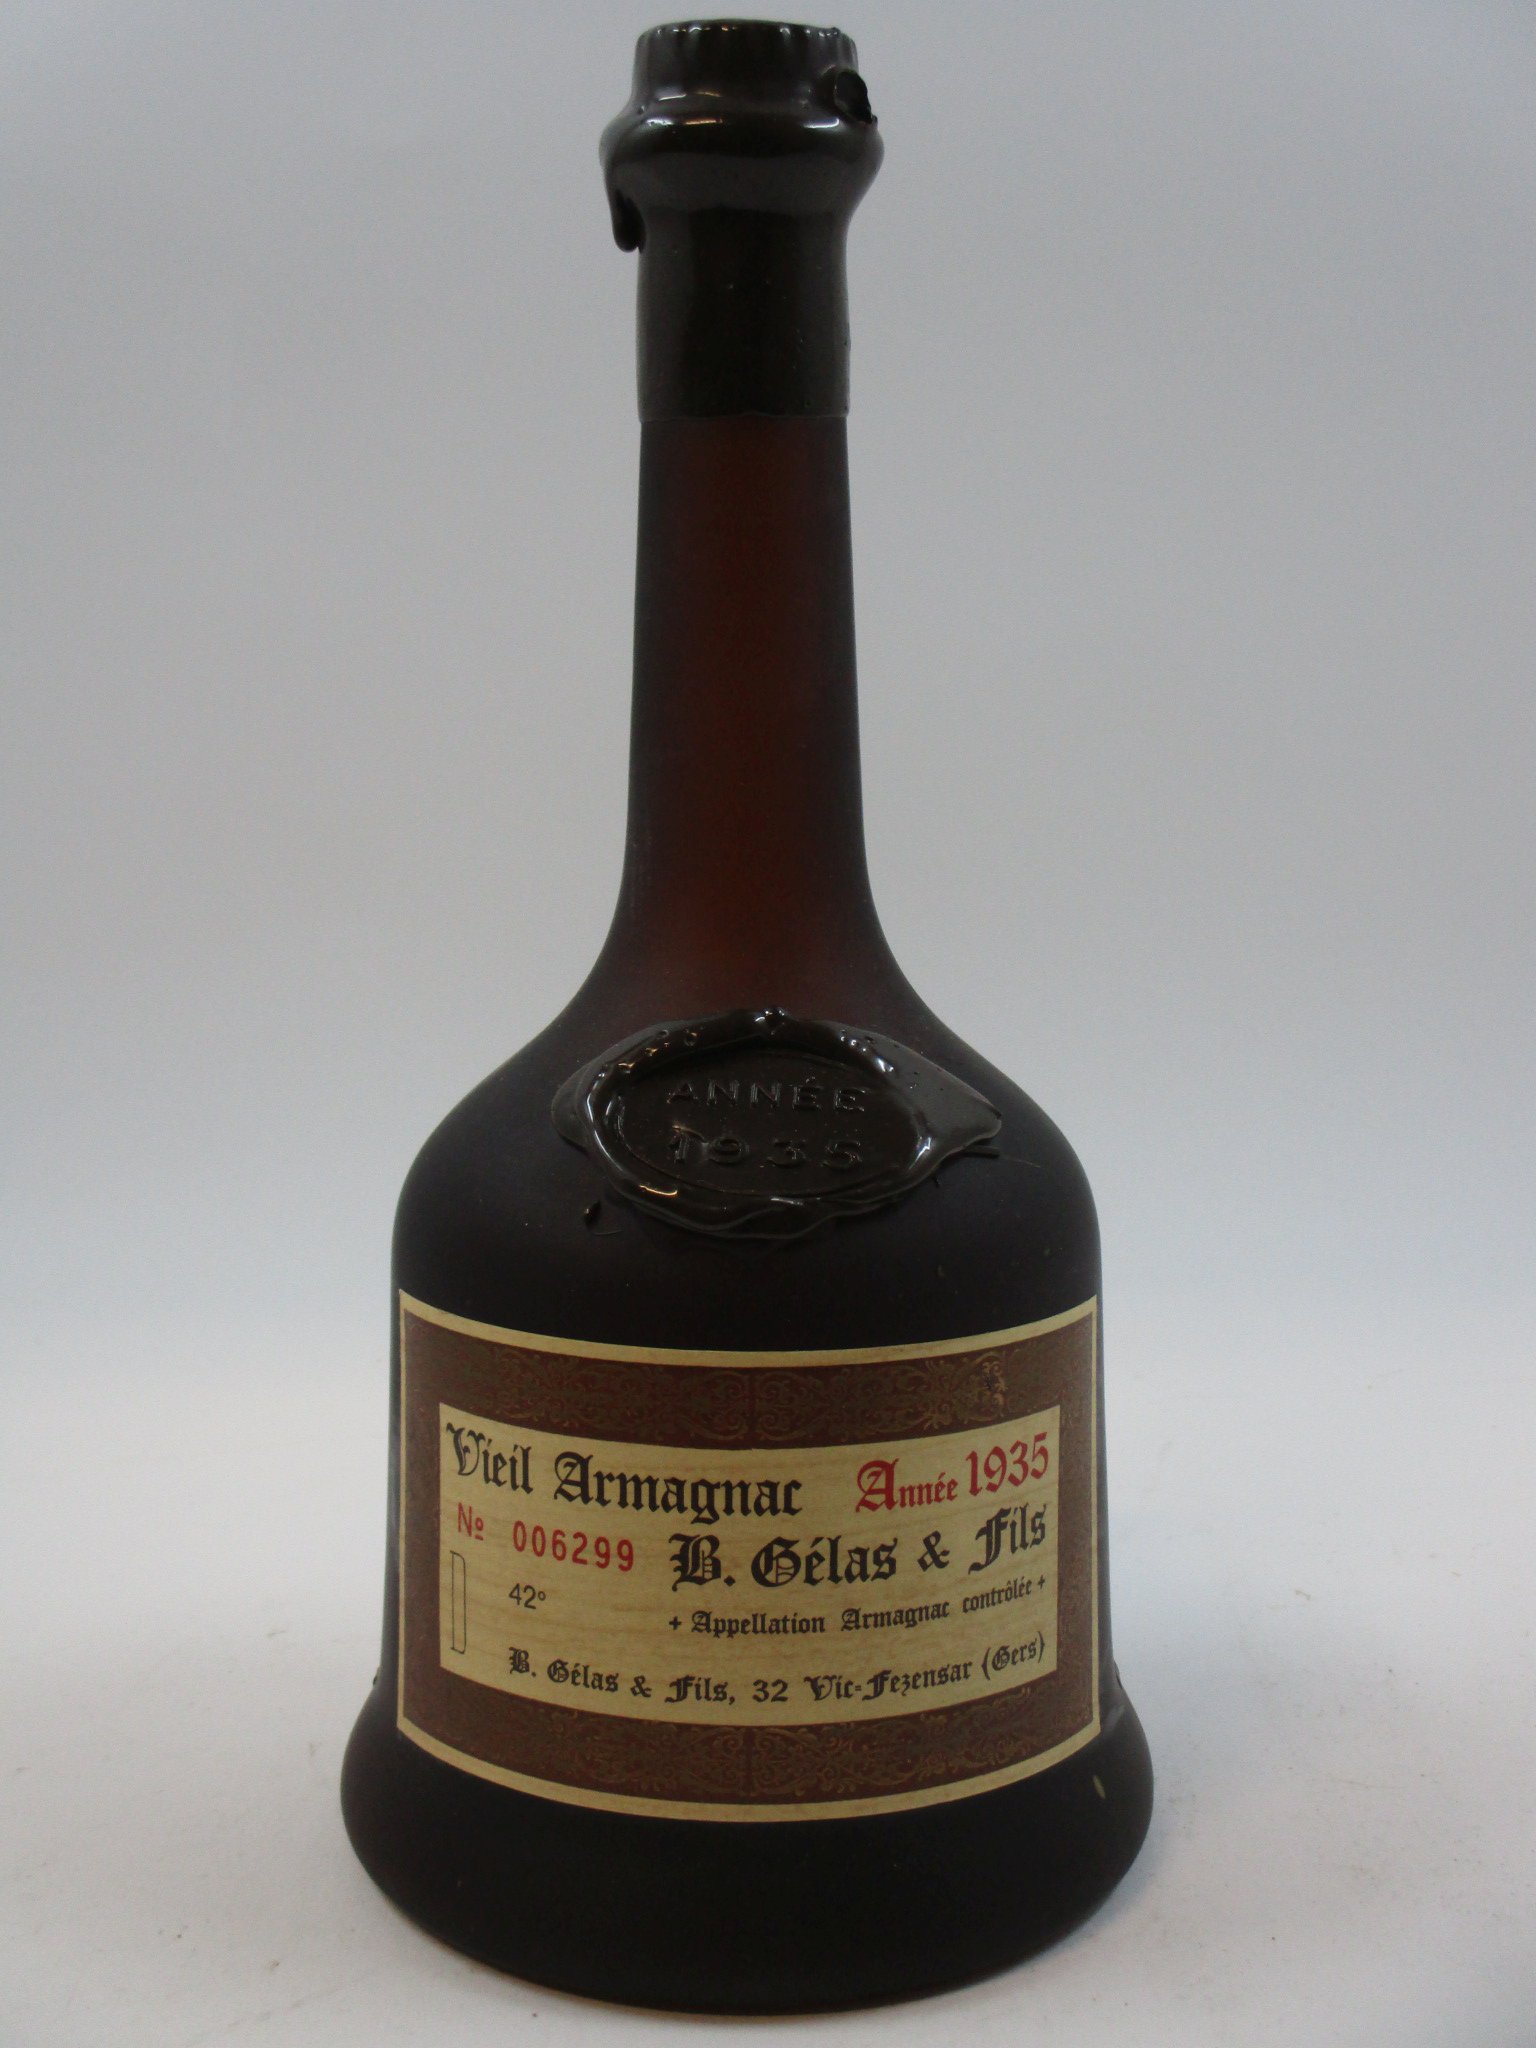 ANNÉE
1935
Vieil Armagnac Année 1935
Nº 006299 B. Gélas & Fils
42° + Appellation Armagnac contrôlée +
D
B. Gélas & Fils, 32 Vic-Fezensac (Gers)